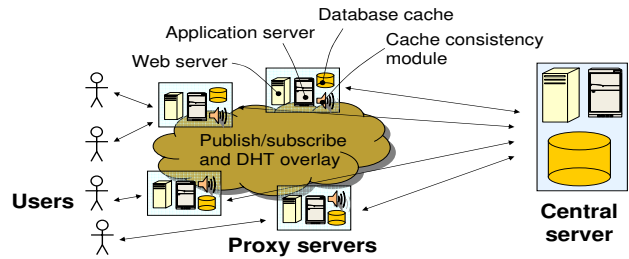 Database cache
Application server
Cache consistency
module
Web server
Publish/subscribe
and DHT overlay
Users
Proxy servers
Central
server